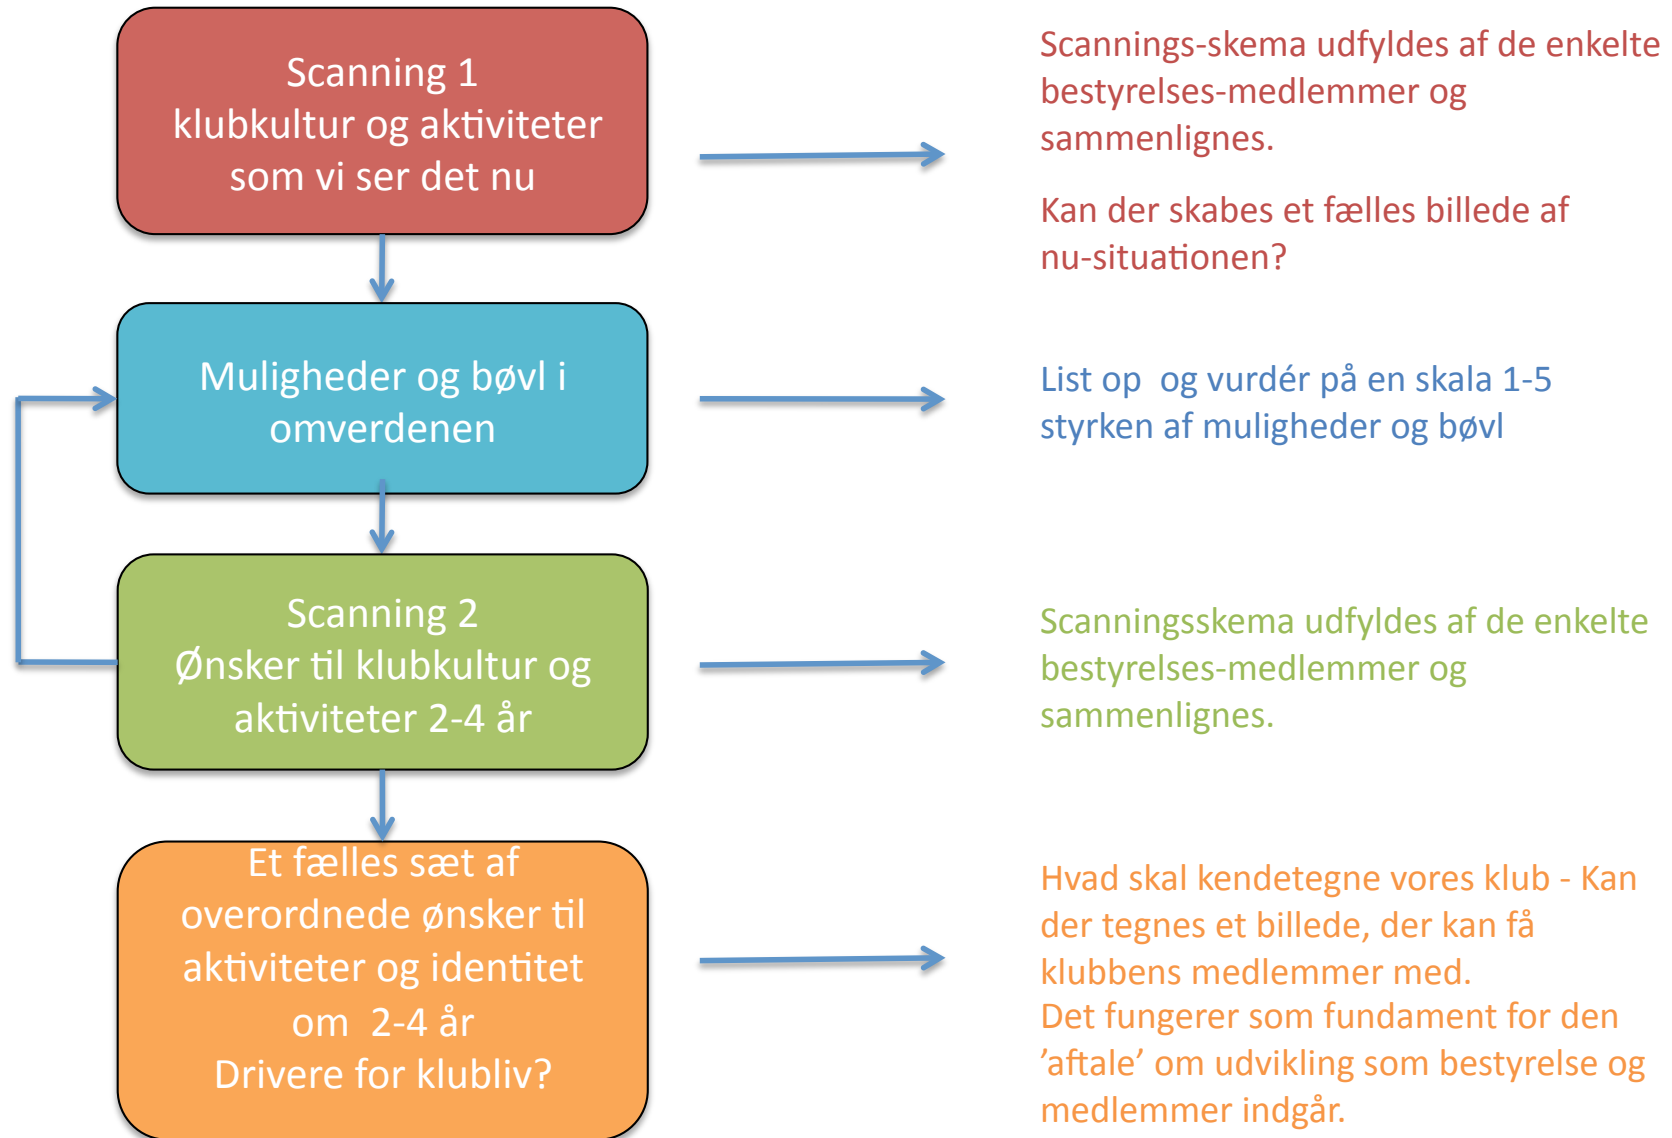 Scanning 1
klubkultur og aktiviteter
som vi ser det nu
Scannings-skema udfyldes af de enkelte
bestyrelses-medlemmer og
sammenlignes.
Kan der skabes et fælles billede af
nu-situationen?
Muligheder og bøvl i
omverdenen
List op  og vurdér på en skala 1-5
styrken af muligheder og bøvl
Scanning 2
Ønsker til klubkultur og
aktiviteter 2-4 år
Scanningsskema udfyldes af de enkelte
bestyrelses-medlemmer og
sammenlignes.
Et fælles sæt af
overordnede ønsker til
aktiviteter og identitet
om  2-4 år
Drivere for klubliv?
Hvad skal kendetegne vores klub - Kan
der tegnes et billede, der kan få
klubbens medlemmer med.
Det fungerer som fundament for den
’aftale’ om udvikling som bestyrelse og
medlemmer indgår.